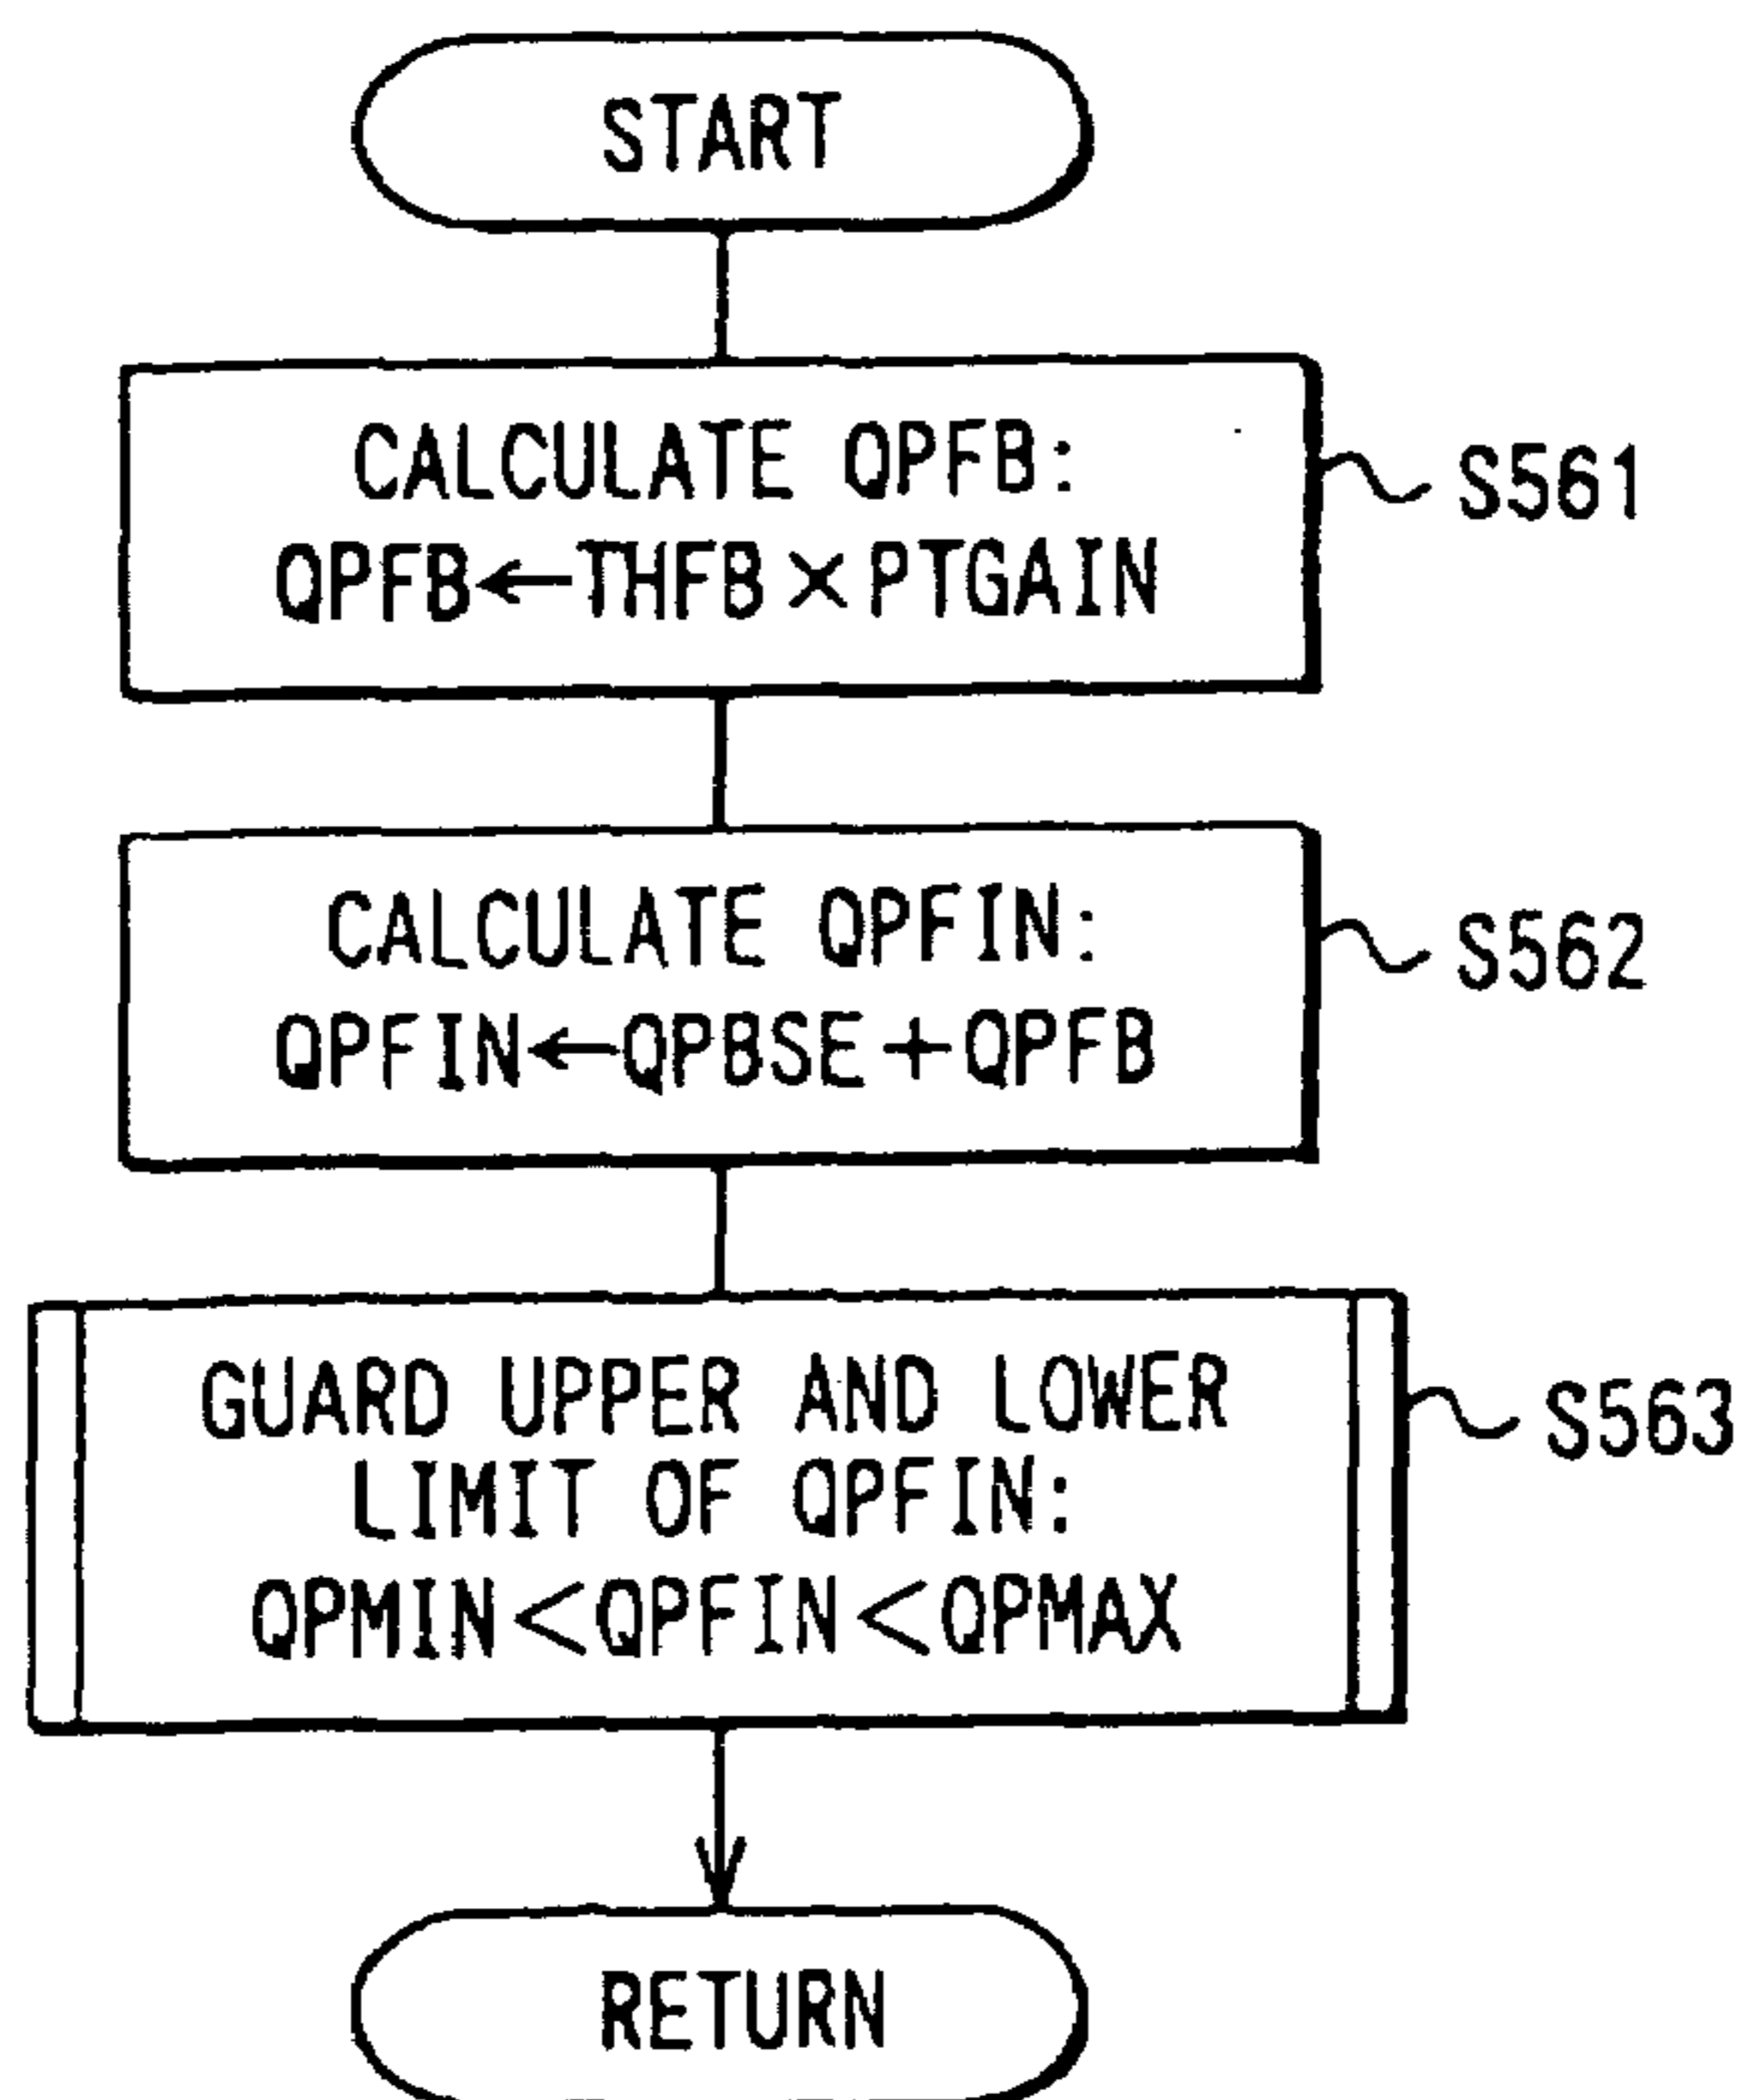 START
CALCULATE QPFB:
QPFB←THFB×PTGAIN
S561
CALCULATE QPFIN:
QPFIN←QPBSE+QPFB
S562
GUARD UPPER AND LOWER
LIMIT OF QPFIN:
QPMIN<QPFIN<QPMAX
S563
RETURN